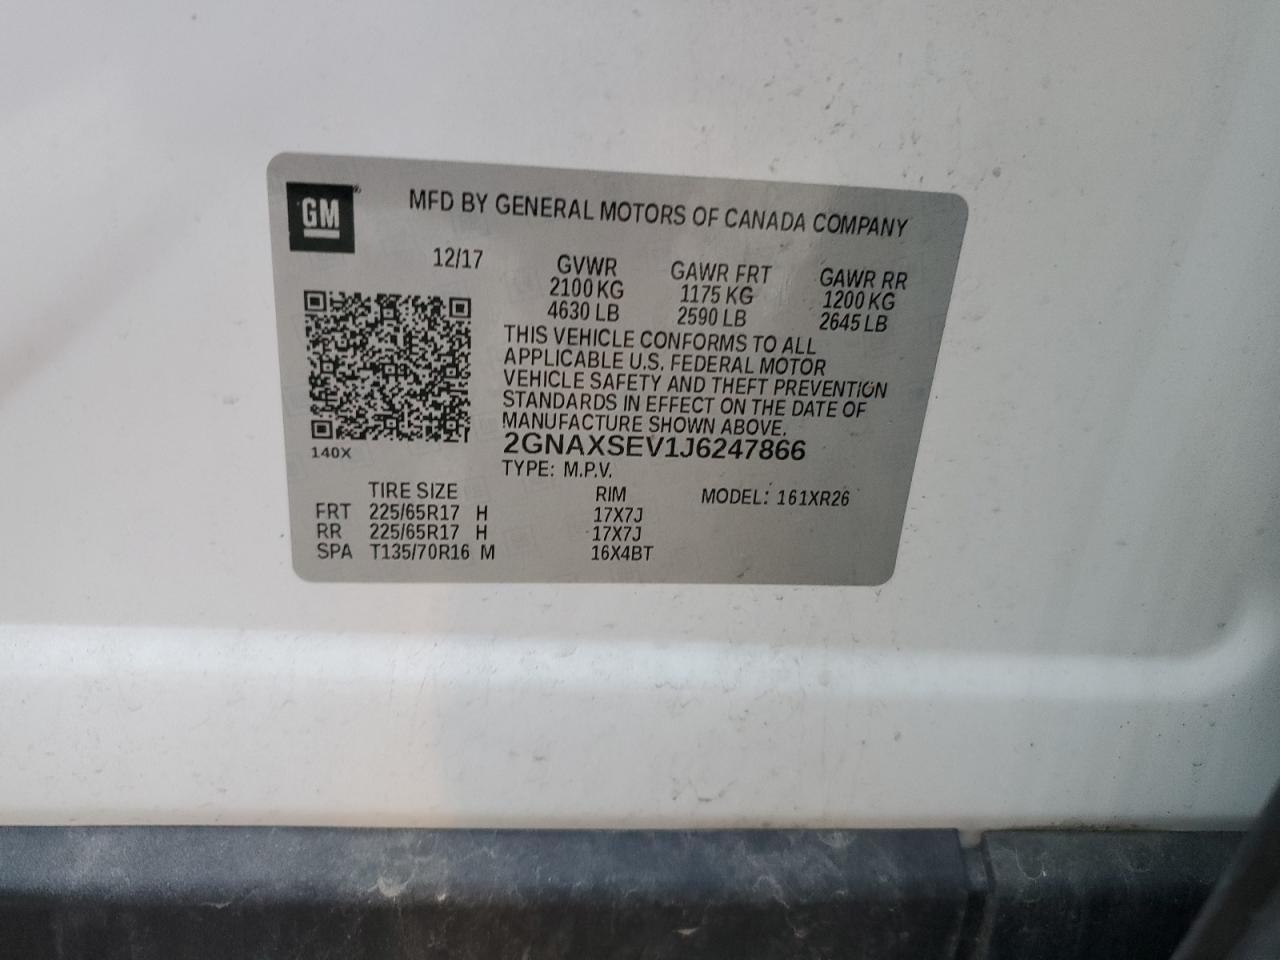 GM
MFD BY GENERAL MOTORS OF CANADA COMPANY
12/17
GVWR GAWR FRT GAWR RR
2100 KG 1175 KG 1200 KG
4630 LB 2590 LB 2645 LB
THIS VEHICLE CONFORMS TO ALL
APPLICABLE U.S. FEDERAL MOTOR
VEHICLE SAFETY AND THEFT PREVENTION
STANDARDS IN EFFECT ON THE DATE OF
MANUFACTURE SHOWN ABOVE.
2GNAXSEV1J6247866
140X
TYPE: M.P.V.
TIRE SIZE RIM MODEL: 161XR26
FRT 225/65R17 H 17X7J
RR 225/65R17 H 17X7J
SPA T135/70R16 M 16X4BT